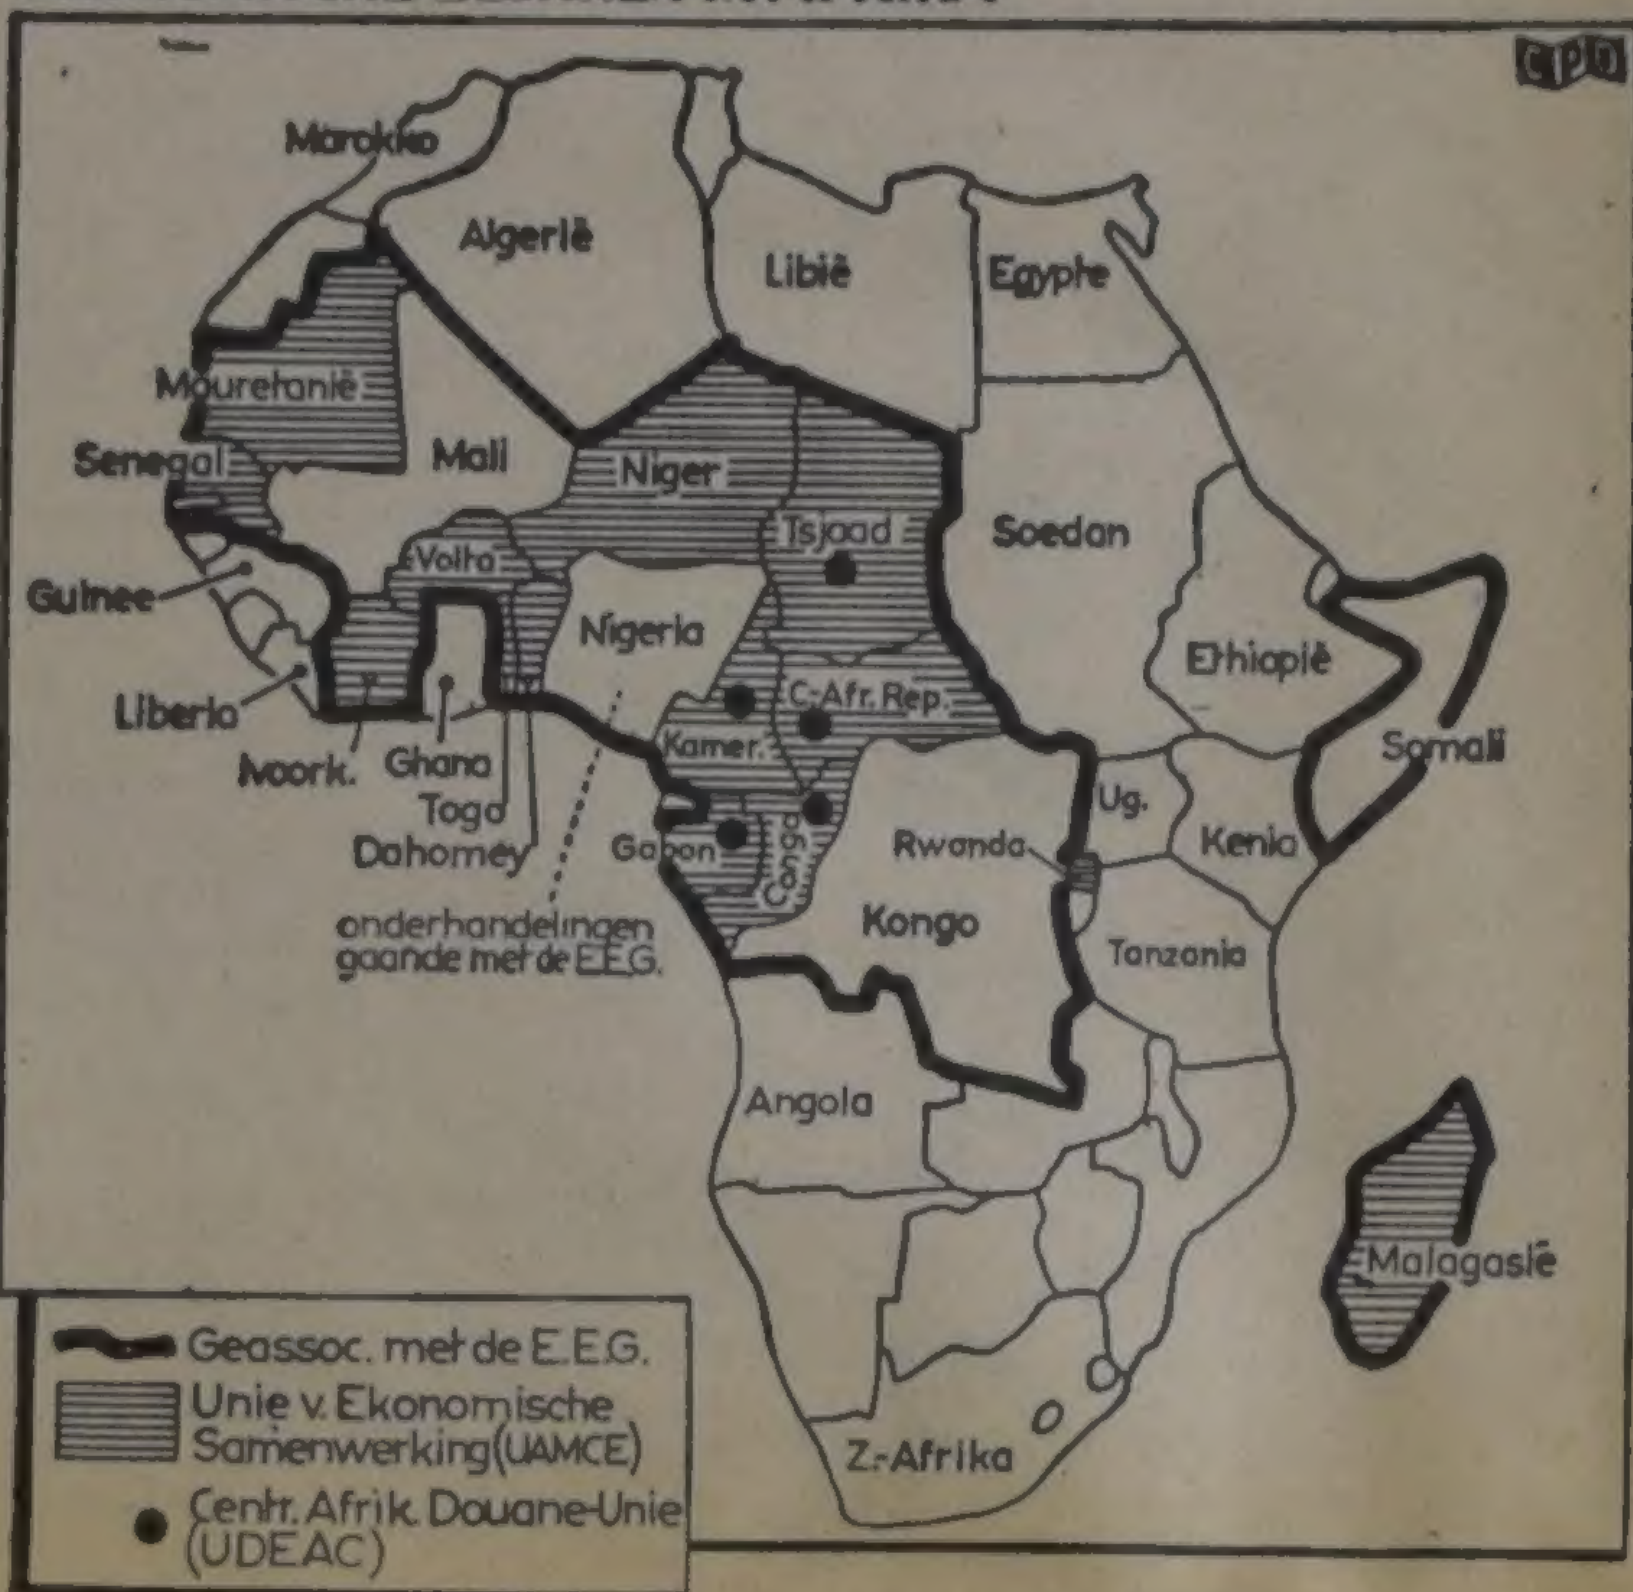 CPD
Marokko
Algerië
Libië
Egypte
Mouretanië
Senegal
Mali
Niger
Tsjaad
Soedan
Volta
Guinee
Nigeria
Ethiopië
Liberia
C.-Afr. Rep.
Kamer.
Somali
Ivoork.
Ghana
Togo
Dahomey
Gabon
Congo
Ug.
Kenia
Rwanda
Kongo
onderhandelingen
gaande met de E.E.G.
Tanzania
Angola
Malagasië
Z.-Afrika
Geassoc. met de E.E.G.
Unie v. Ekonomische
Samenwerking (UAMCE)
Centr. Afrik. Douane-Unie
(UDEAC)